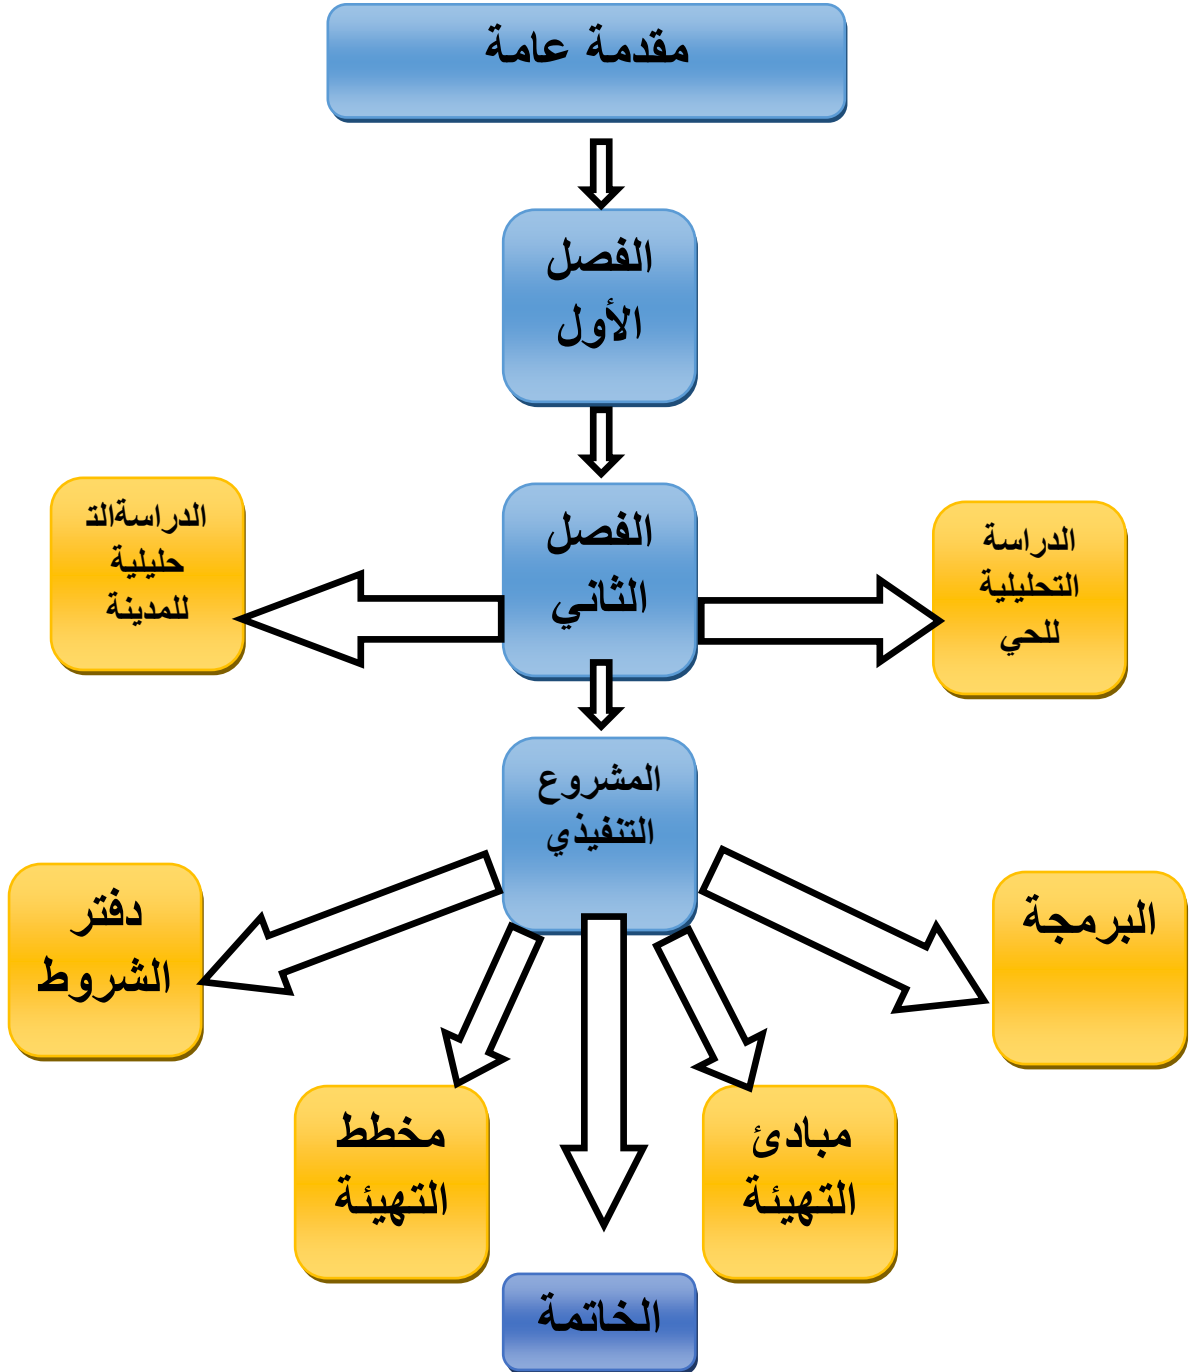 مقدمة عامة
الفصل
الأول
الفصل
الثاني
الدراسة
التحليلية
للحي
الدراسةالتـ
حليلية
للمدينة
المشروع
التنفيذي
البرمجة
مبادئ
التهيئة
مخطط
التهيئة
دفتر
الشروط
الخاتمة